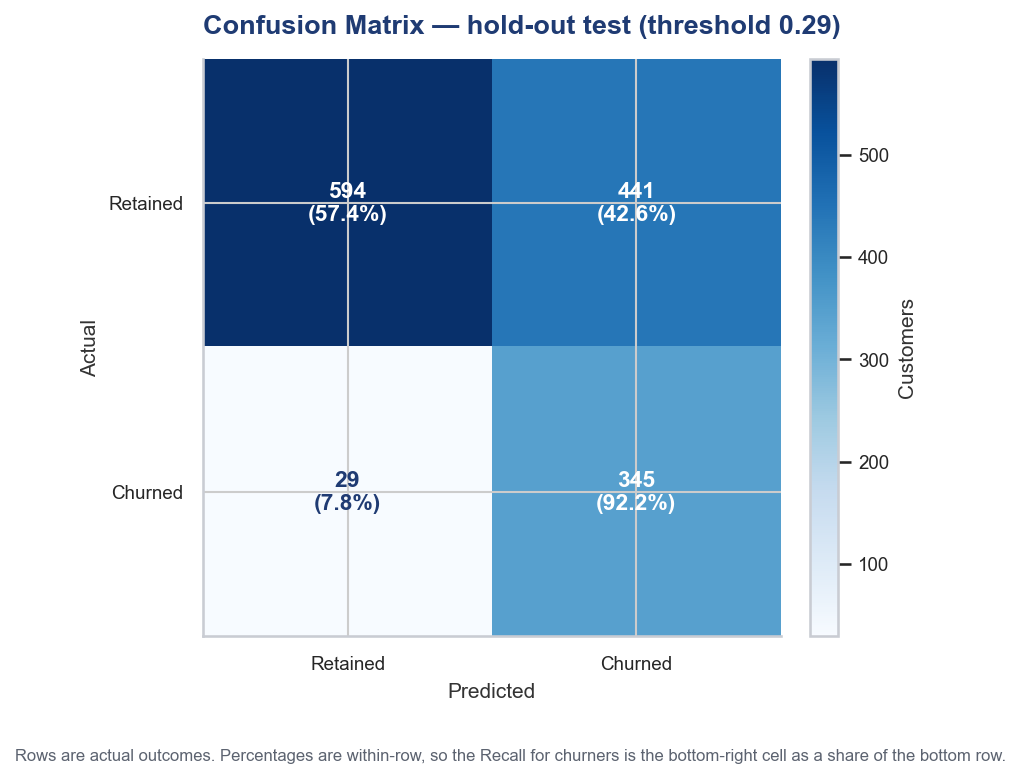 Confusion Matrix — hold-out test (threshold 0.29)
Retained
594
(57.4%)
441
(42.6%)
Churned
29
(7.8%)
345
(92.2%)
Actual
Retained
Churned
Predicted
500
400
300
200
100
Customers
Rows are actual outcomes. Percentages are within-row, so the Recall for churners is the bottom-right cell as a share of the bottom row.